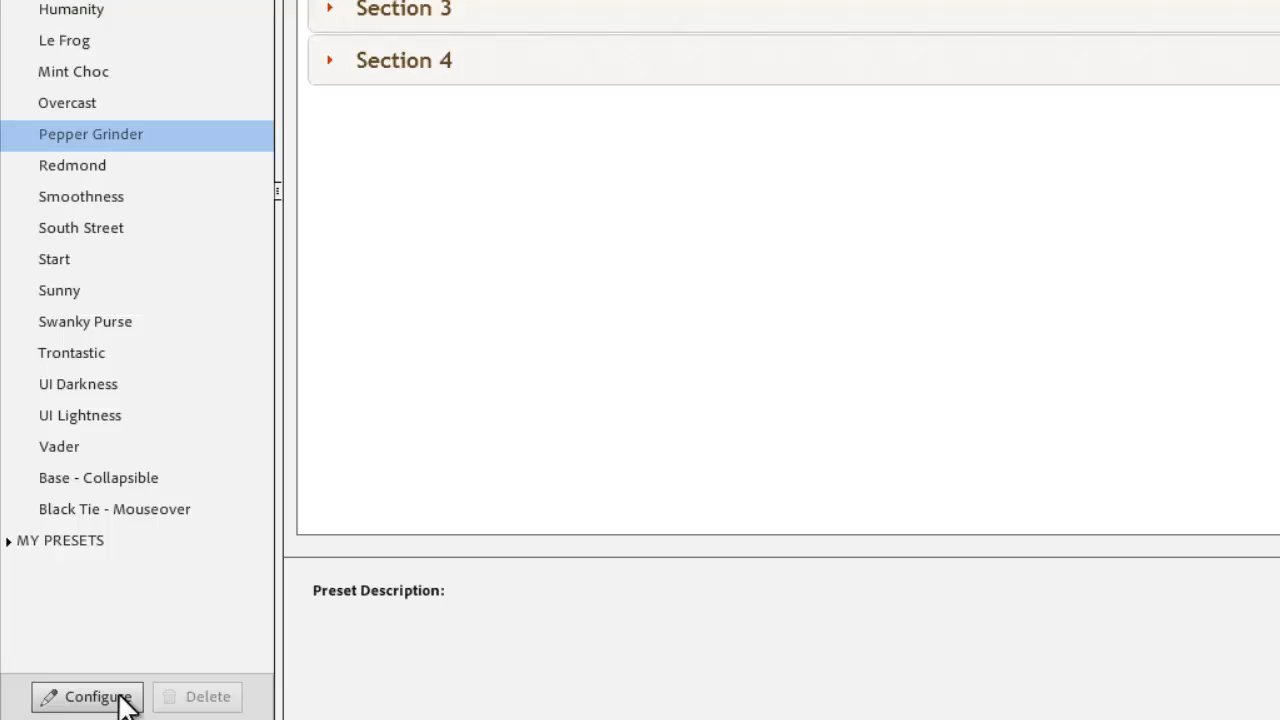 Humanity
Le Frog
Mint Choc
Overcast
Pepper Grinder
Redmond
Smoothness
South Street
Start
Sunny
Swanky Purse
Trontastic
UI Darkness
UI Lightness
Vader
Base - Collapsible
Black Tie - Mouseover
MY PRESETS
Configure
Delete
Section 3
Section 4
Preset Description: